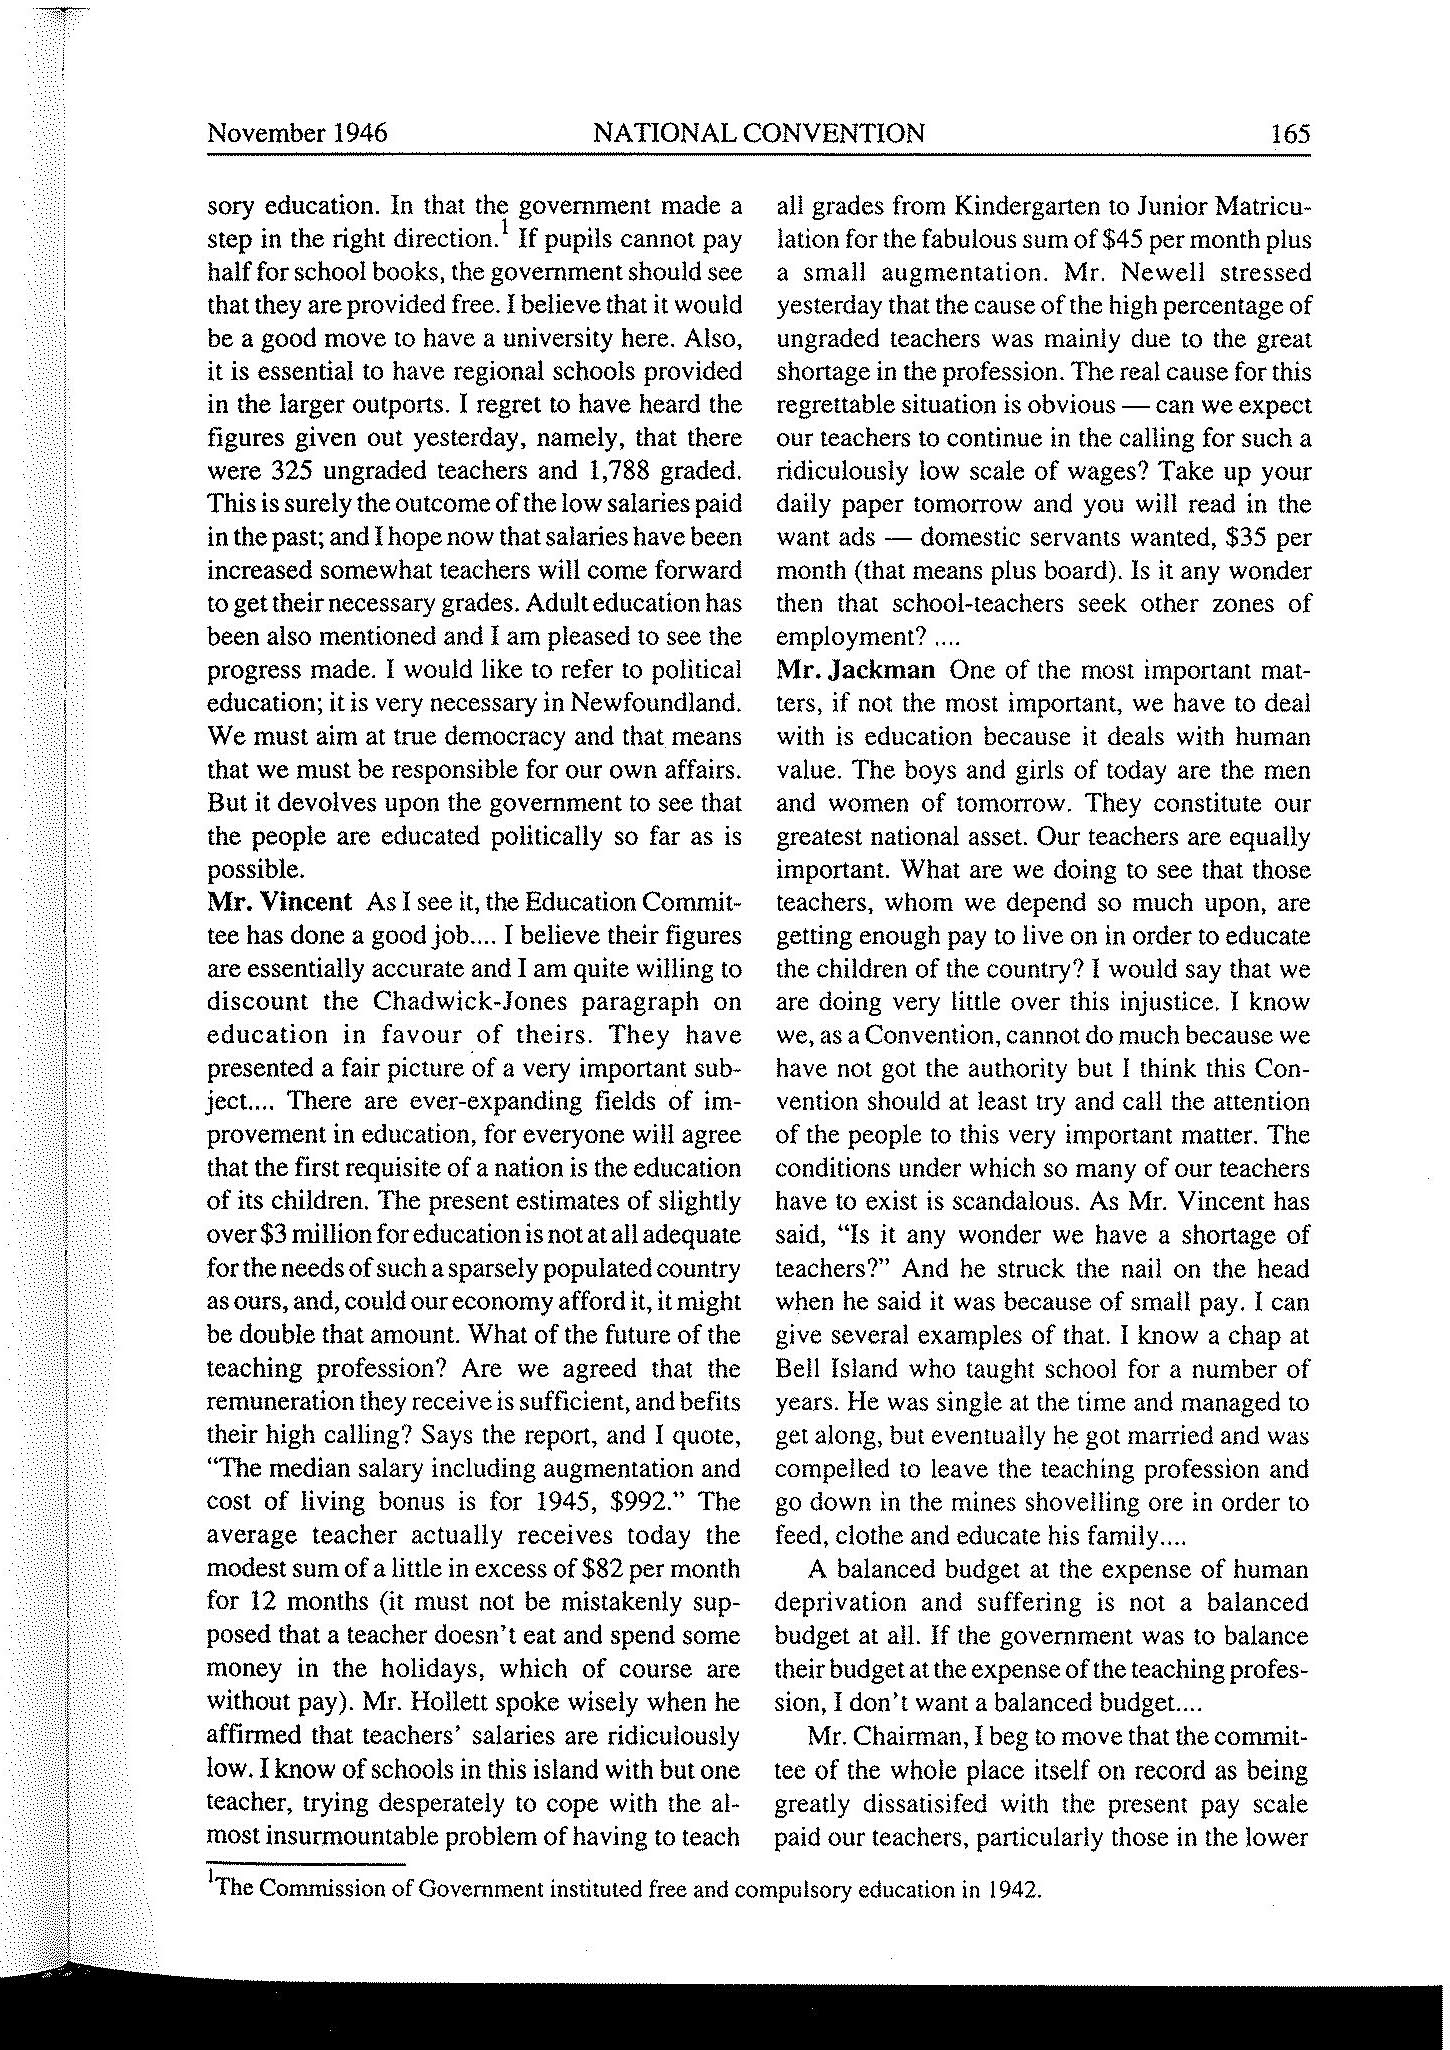 November 1946 NATIONAL CONVENTION 165
sory education. In that the government made a
step in the right direction.1 If pupils cannot pay
half for school books, the government should see
that they are provided free. I believe that it would
be a good move to have a university here. Also,
it is essential to have regional schools provided
in the larger outports. I regret to have heard the
figures given out yesterday, namely, that there
were 325 ungraded teachers and 1,788 graded.
This is surely the outcome of the low salaries paid
in the past; and I hope now that salaries have been
increased somewhat teachers will come forward
to get their necessary grades. Adult education has
been also mentioned and I am pleased to see the
progress made. I would like to refer to political
education; it is very necessary in Newfoundland.
We must aim at true democracy and that means
that we must be responsible for our own affairs.
But it devolves upon the government to see that
the people are educated politically so far as is
possible.
Mr. Vincent As I see it, the Education Commit-
tee has done a good job.... I believe their figures
are essentially accurate and I am quite willing to
discount the Chadwick-Jones paragraph on
education in favour of theirs. They have
presented a fair picture of a very important sub-
ject.... There are ever-expanding fields of im-
provement in education, for everyone will agree
that the first requisite of a nation is the education
of its children. The present estimates of slightly
over $3 million for education is not at all adequate
for the needs of such a sparsely populated country
as ours, and, could our economy afford it, it might
be double that amount. What of the future of the
teaching profession? Are we agreed that the
remuneration they receive is sufficient, and befits
their high calling? Says the report, and I quote,
"The median salary including augmentation and
cost of living bonus is for 1945, $992." The
average teacher actually receives today the
modest sum of a little in excess of $82 per month
for 12 months (it must not be mistakenly sup-
posed that a teacher doesn't eat and spend some
money in the holidays, which of course are
without pay). Mr. Hollett spoke wisely when he
affirmed that teachers' salaries are ridiculously
low. I know of schools in this island with but one
teacher, trying desperately to cope with the al-
most insurmountable problem of having to teach
all grades from Kindergarten to Junior Matricu-
lation for the fabulous sum of $45 per month plus
a small augmentation. Mr. Newell stressed
yesterday that the cause of the high percentage of
ungraded teachers was mainly due to the great
shortage in the profession. The real cause for this
regrettable situation is obvious — can we expect
our teachers to continue in the calling for such a
ridiculously low scale of wages? Take up your
daily paper tomorrow and you will read in the
want ads — domestic servants wanted, $35 per
month (that means plus board). Is it any wonder
then that school-teachers seek other zones of
employment? ....
Mr. Jackman One of the most important mat-
ters, if not the most important, we have to deal
with is education because it deals with human
value. The boys and girls of today are the men
and women of tomorrow. They constitute our
greatest national asset. Our teachers are equally
important. What are we doing to see that those
teachers, whom we depend so much upon, are
getting enough pay to live on in order to educate
the children of the country? I would say that we
are doing very little over this injustice. I know
we, as a Convention, cannot do much because we
have not got the authority but I think this Con-
vention should at least try and call the attention
of the people to this very important matter. The
conditions under which so many of our teachers
have to exist is scandalous. As Mr. Vincent has
said, "Is it any wonder we have a shortage of
teachers?" And he struck the nail on the head
when he said it was because of small pay. I can
give several examples of that. I know a chap at
Bell Island who taught school for a number of
years. He was single at the time and managed to
get along, but eventually he got married and was
compelled to leave the teaching profession and
go down in the mines shovelling ore in order to
feed, clothe and educate his family....
A balanced budget at the expense of human
deprivation and suffering is not a balanced
budget at all. If the government was to balance
their budget at the expense of the teaching profes-
sion, I don't want a balanced budget....
Mr. Chairman, I beg to move that the commit-
tee of the whole place itself on record as being
greatly dissatisifed with the present pay scale
paid our teachers, particularly those in the lower
1The Commission of Government instituted free and compulsory education in 1942.